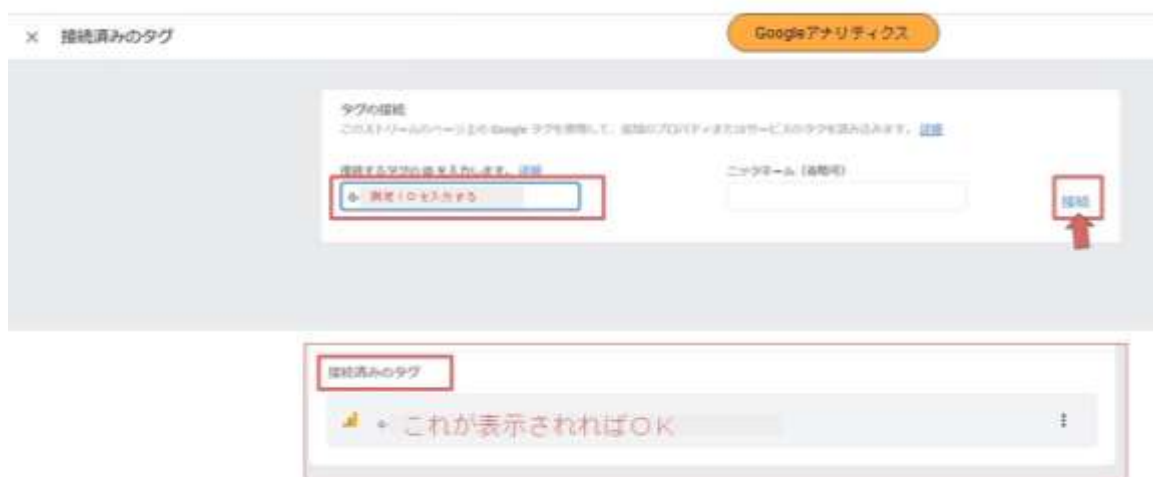 × 接続済みのタグ
Googleアナリティクス
タグの接続
このストリームのページ上の Google タグを使用して、追加のプロパティまたはサービスのタグを読み込みます。 詳細
接続するタグの ID を入力します。 詳細
ニックネーム（省略可）
G- 測定IDを入力する
接続
接続済みのタグ
G- これが表示されればOK